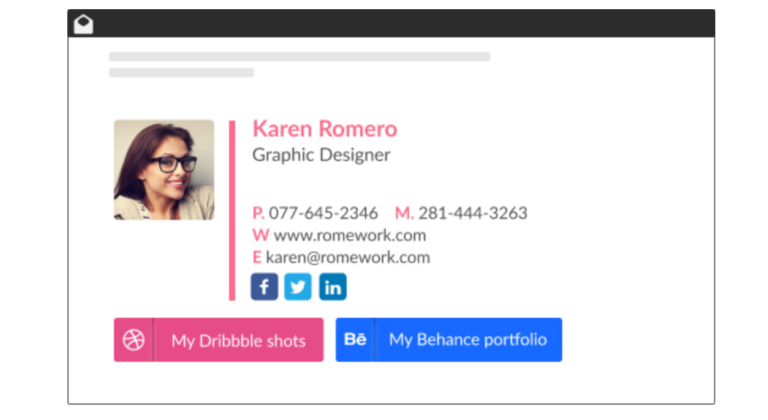 Karen Romero
Graphic Designer
P. 077-645-2346 M. 281-444-3263
W www.romework.com
E karen@romework.com
f in
My Dribbble shots Bē My Behance portfolio